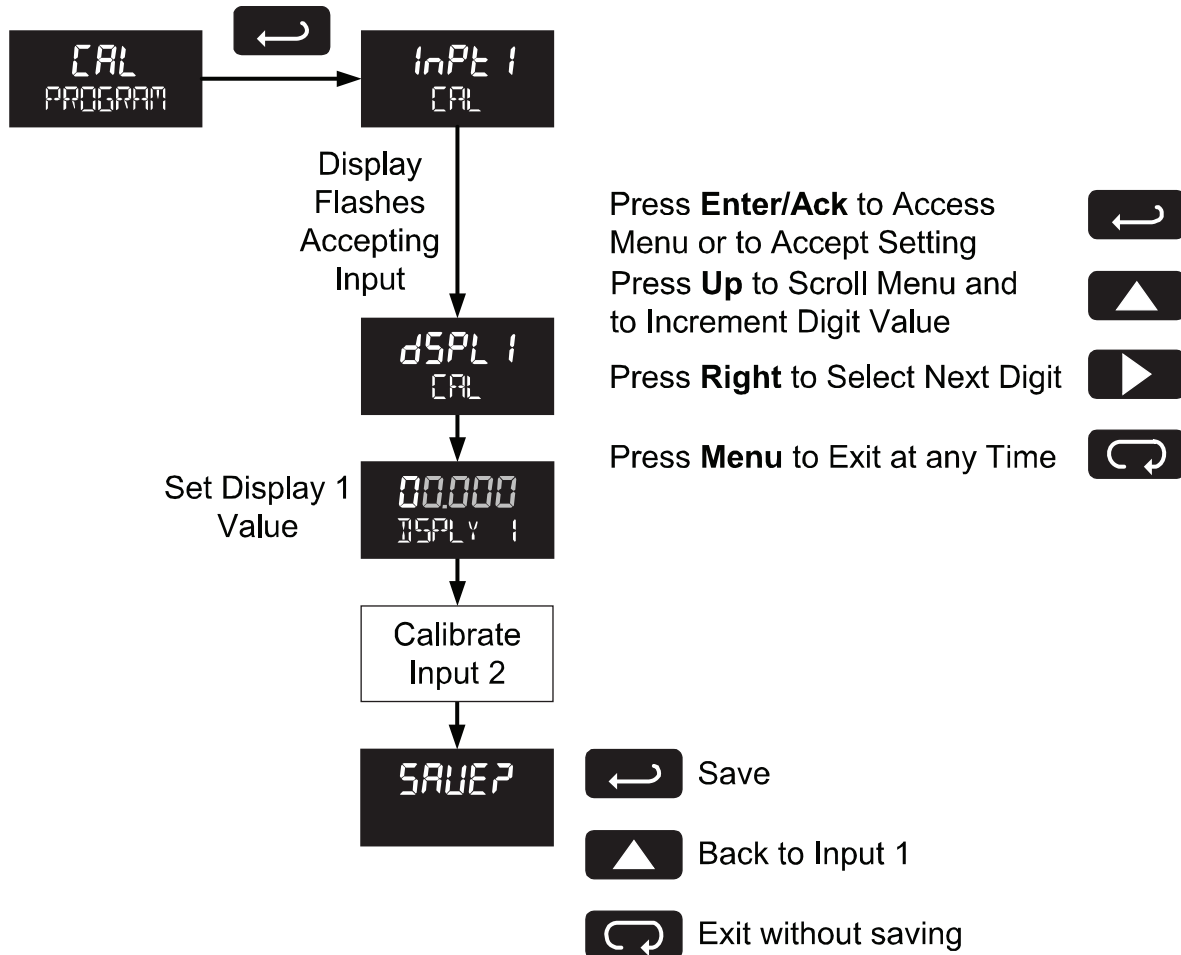 CAL
PROGRAM
InPt 1
CAL
Display
Flashes
Accepting
Input
dSPL 1
CAL
Set Display 1
Value
00.000
DSPLY 1
Calibrate
Input 2
SAVE?
Press Enter/Ack to Access
Menu or to Accept Setting
Press Up to Scroll Menu and
to Increment Digit Value
Press Right to Select Next Digit
Press Menu to Exit at any Time
Save
Back to Input 1
Exit without saving